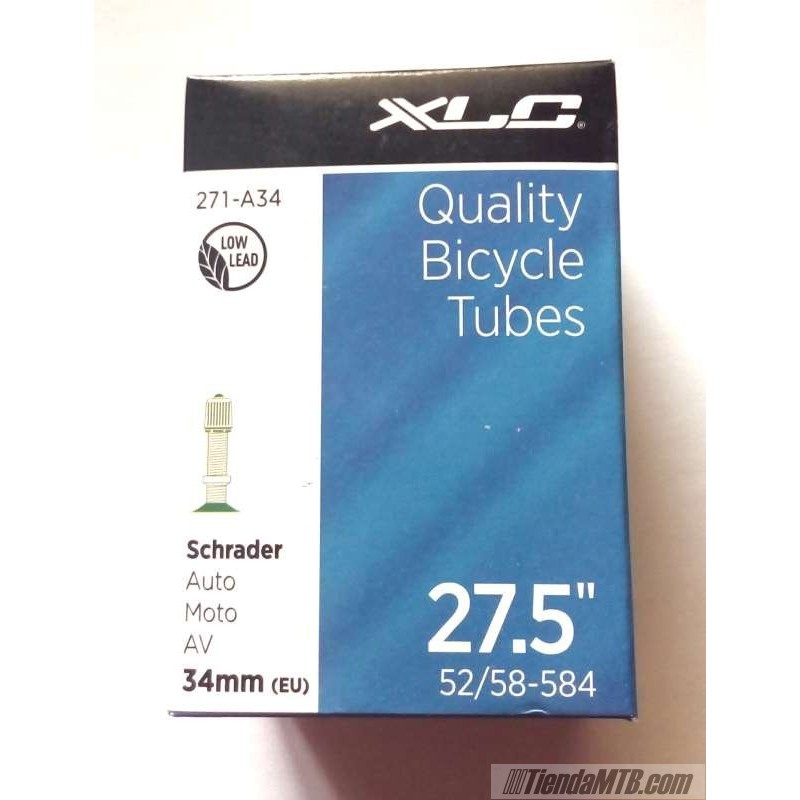 XLC®
271-A34
LOW
LEAD
Quality
Bicycle
Tubes
Schrader
Auto
Moto
AV
34mm (EU)
27.5"
52/58-584
TiendaMTB.com